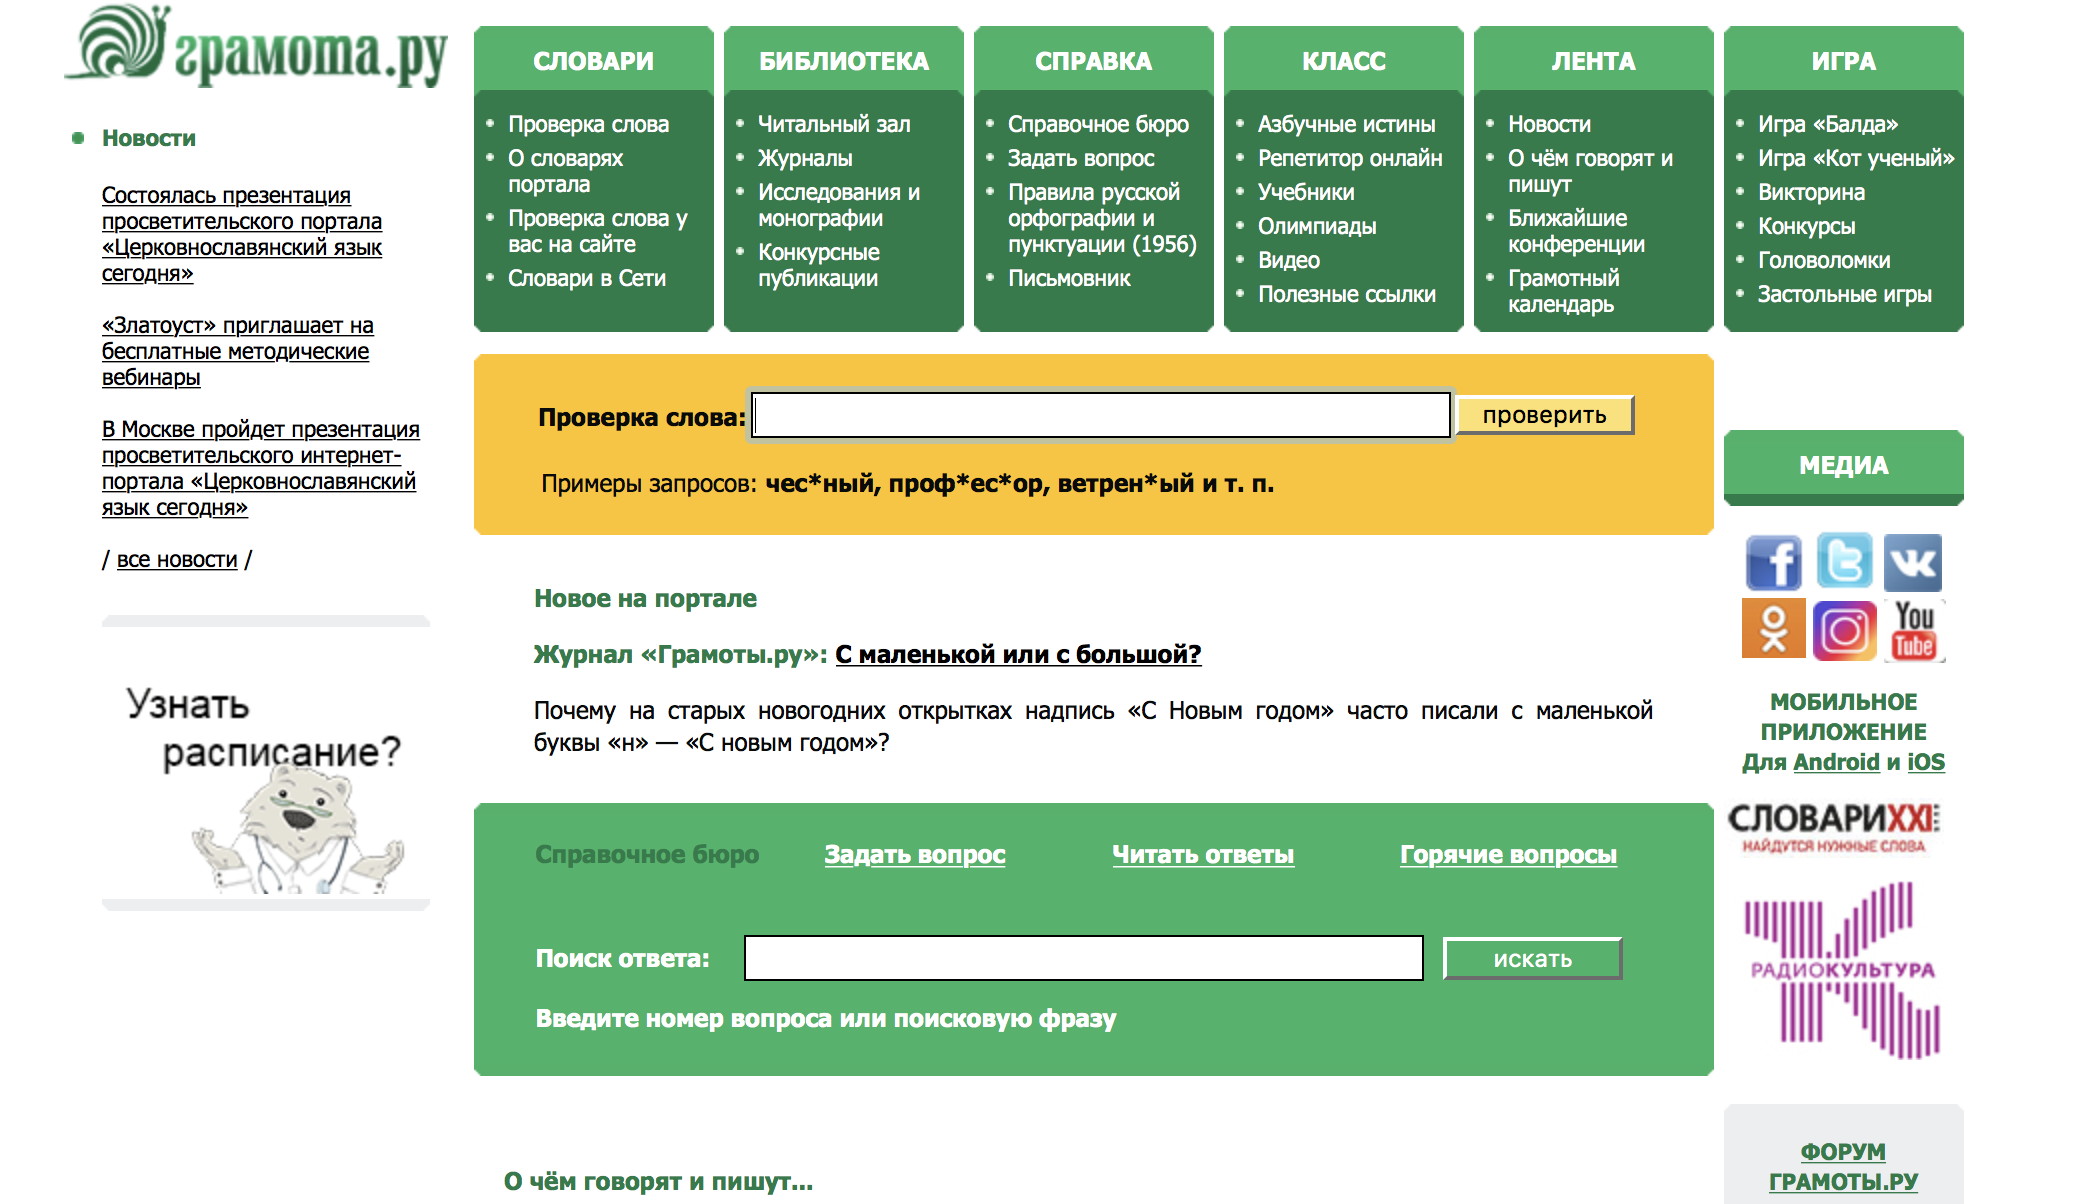 грамота.ру
Новости
Состоялась презентация
просветительского портала
«Церковнославянский язык
сегодня»
«Златоуст» приглашает на
бесплатные методические
вебинары
В Москве пройдет презентация
просветительского интернет-
портала «Церковнославянский
язык сегодня»
/ все новости /
Узнать
расписание?
СЛОВАРИ
Проверка слова
О словарях
портала
Проверка слова у
вас на сайте
Словари в Сети
БИБЛИОТЕКА
Читальный зал
Журналы
Исследования и
монографии
Конкурсные
публикации
СПРАВКА
Справочное бюро
Задать вопрос
Правила русской
орфографии и
пунктуации (1956)
Письмовник
КЛАСС
Азбучные истины
Репетитор онлайн
Учебники
Олимпиады
Видео
Полезные ссылки
ЛЕНТА
Новости
О чём говорят и
пишут
Ближайшие
конференции
Грамотный
календарь
ИГРА
Игра «Балда»
Игра «Кот ученый»
Викторина
Конкурсы
Головоломки
Застольные игры
Проверка слова:
проверить
Примеры запросов: чес*ный, проф*ес*ор, ветрен*ый и т. п.
Новое на портале
Журнал «Грамоты.ру»: С маленькой или с большой?
Почему на старых новогодних открытках надпись «С Новым годом» часто писали с маленькой
буквы «н» — «С новым годом»?
Справочное бюро Задать вопрос Читать ответы Горячие вопросы
Поиск ответа:
искать
Введите номер вопроса или поисковую фразу
О чём говорят и пишут...
МЕДИА
You
Tube
МОБИЛЬНОЕ
ПРИЛОЖЕНИЕ
Для Android и iOS
СЛОВАРИXXI
НАЙДУТСЯ НУЖНЫЕ СЛОВА
РАДИОКУЛЬТУРА
ФОРУМ
ГРАМОТЫ.РУ